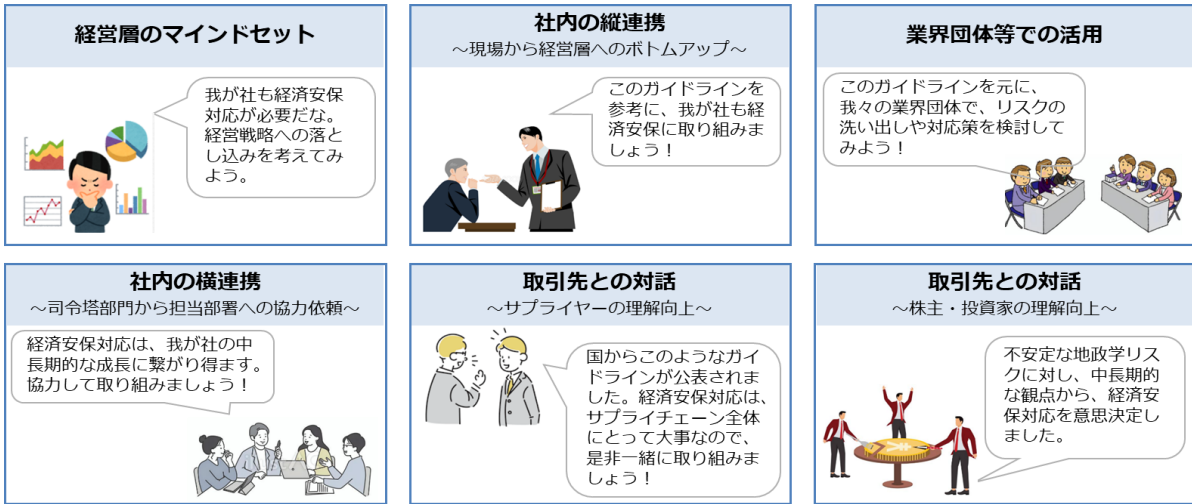 経営層のマインドセット
我が社も経済安保
対応が必要だな。
経営戦略への落と
し込みを考えてみ
よう。
社内の縦連携
～現場から経営層へのボトムアップ～
このガイドラインを
参考に、我が社も経
済安保に取り組みま
しょう！
業界団体等での活用
このガイドラインを元に、
我々の業界団体で、リスクの
洗い出しや対応策を検討して
みよう！
社内の横連携
～司令塔部門から担当部署への協力依頼～
経済安保対応は、我が社の中
長期的な成長に繋がり得ます。
協力して取り組みましょう！
取引先との対話
～サプライヤーの理解向上～
国からこのようなガイ
ドラインが公表されま
した。経済安保対応は、
サプライチェーン全体
にとって大事なので、
是非一緒に取り組みま
しょう！
取引先との対話
～株主・投資家の理解向上～
不安定な地政学リス
クに対し、中長期的
な観点から、経済安
保対応を意思決定し
ました。